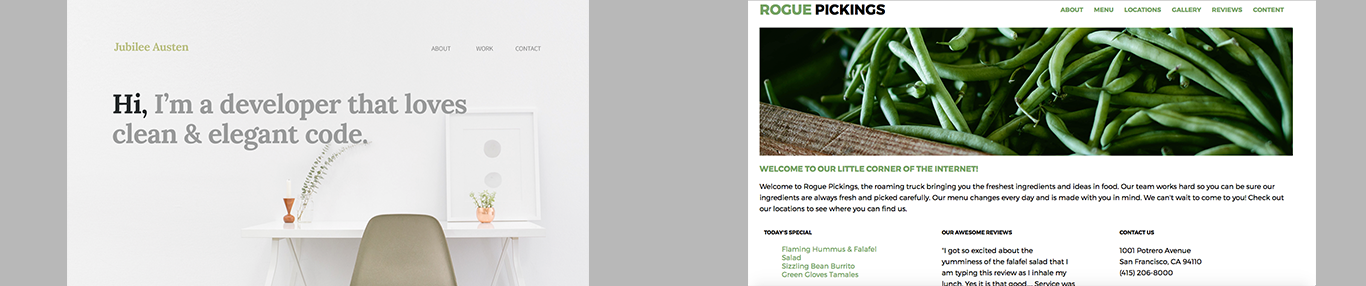 Jubilee Austen
ABOUT WORK CONTACT
Hi, I'm a developer that loves
clean & elegant code.
ROGUE PICKINGS
ABOUT MENU LOCATIONS GALLERY REVIEWS CONTENT
WELCOME TO OUR LITTLE CORNER OF THE INTERNET!
Welcome to Rogue Pickings, the roaming truck bringing you the freshest ingredients and ideas in food. Our team works hard so you can be sure our
ingredients are always fresh and picked carefully. Our menu changes every day and is made with you in mind. We can't wait to come to you! Check out
our locations to see where you can find us.
TODAY'S SPECIAL
Flaming Hummus & Falafel
Salad
Sizzling Bean Burrito
Green Gloves Tamales
OUR AWESOME REVIEWS
"I got so excited about the
yumminess of the falafel salad that I
am typing this review as I inhale my
lunch. Yes it is that good.... Service was
CONTACT US
1001 Potrero Avenue
San Francisco, CA 94110
(415) 206-8000